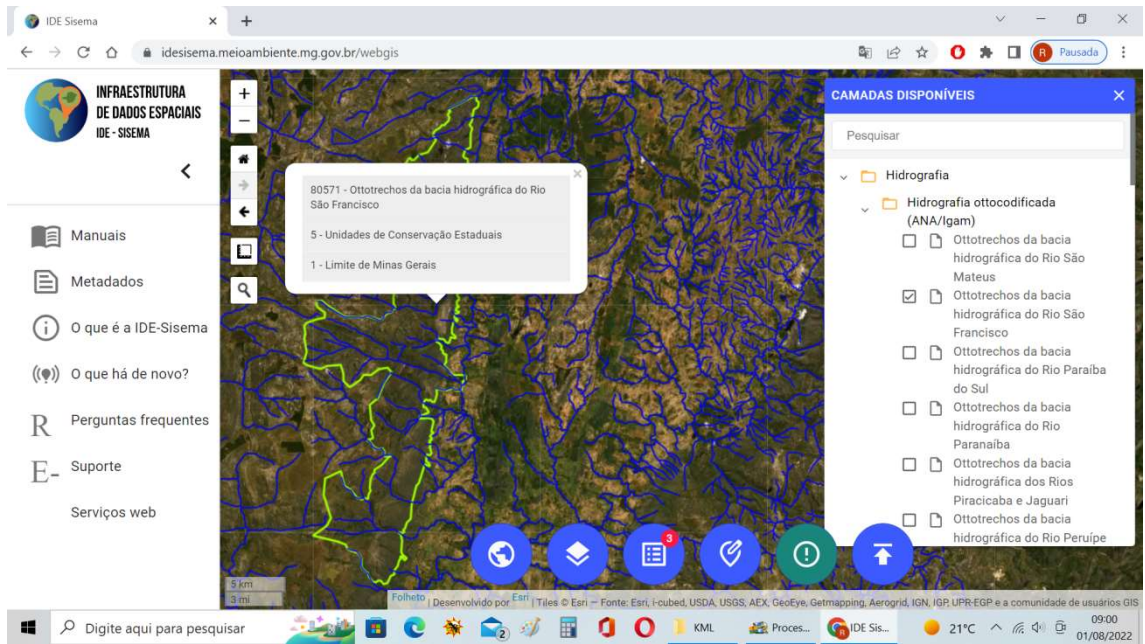 IDE Sisema
idesisema.meioambiente.mg.gov.br/webgis
R
Pausada
INFRAESTRUTURA
DE DADOS ESPACIAIS
IDE - SISEMA
Manuais
Metadados
O que é a IDE-Sisema
O que há de novo?
R
Perguntas frequentes
E-
Suporte
Serviços web
80571 - Ottotrechos da bacia hidrográfica do Rio
São Francisco
5 - Unidades de Conservação Estaduais
1 - Limite de Minas Gerais
CAMADAS DISPONÍVEIS
Pesquisar
Hidrografia
Hidrografia ottocodificada
(ANA/Igam)
Ottotrechos da bacia
hidrográfica do Rio São
Mateus
Ottotrechos da bacia
hidrográfica do Rio São
Francisco
Ottotrechos da bacia
hidrográfica do Rio Paraíba
do Sul
Ottotrechos da bacia
hidrográfica do Rio
Paranaíba
Ottotrechos da bacia
hidrográfica dos Rios
Piracicaba e Jaguari
Ottotrechos da bacia
hidrográfica do Rio Peruípe
3
5 km
3 mi
Folheto | Desenvolvido por Esri | Tiles © Esri — Fonte: Esri, i-cubed, USDA, USGS, AEX, GeoEye, Getmapping, Aerogrid, IGN, IGP, UPR-EGP e a comunidade de usuários GIS
Digite aqui para pesquisar
2
KML
Proces...
IDE Sis...
21°C
09:00
01/08/2022